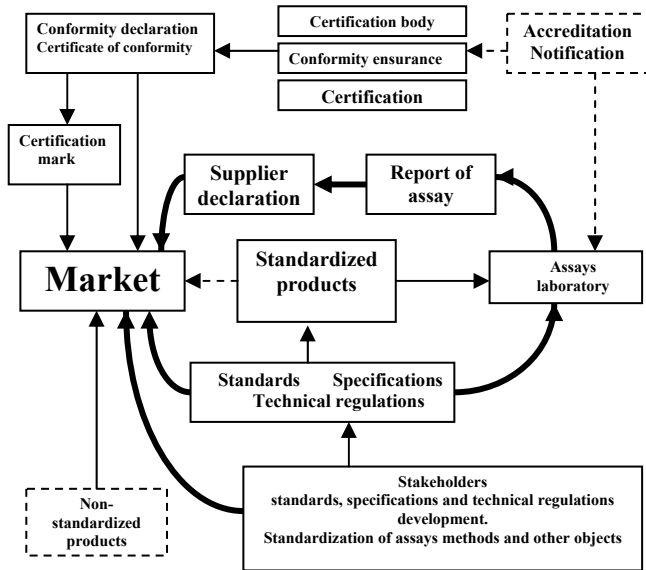 Conformity declaration
Certificate of conformity
Certification body
Conformity ensurance
Certification
Accreditation
Notification
Certification
mark
Supplier
declaration
Report of
assay
Market
Standardized
products
Assays
laboratory
Standards Specifications
Technical regulations
Non-
standardized
products
Stakeholders
standards, specifications and technical regulations
development.
Standardization of assays methods and other objects